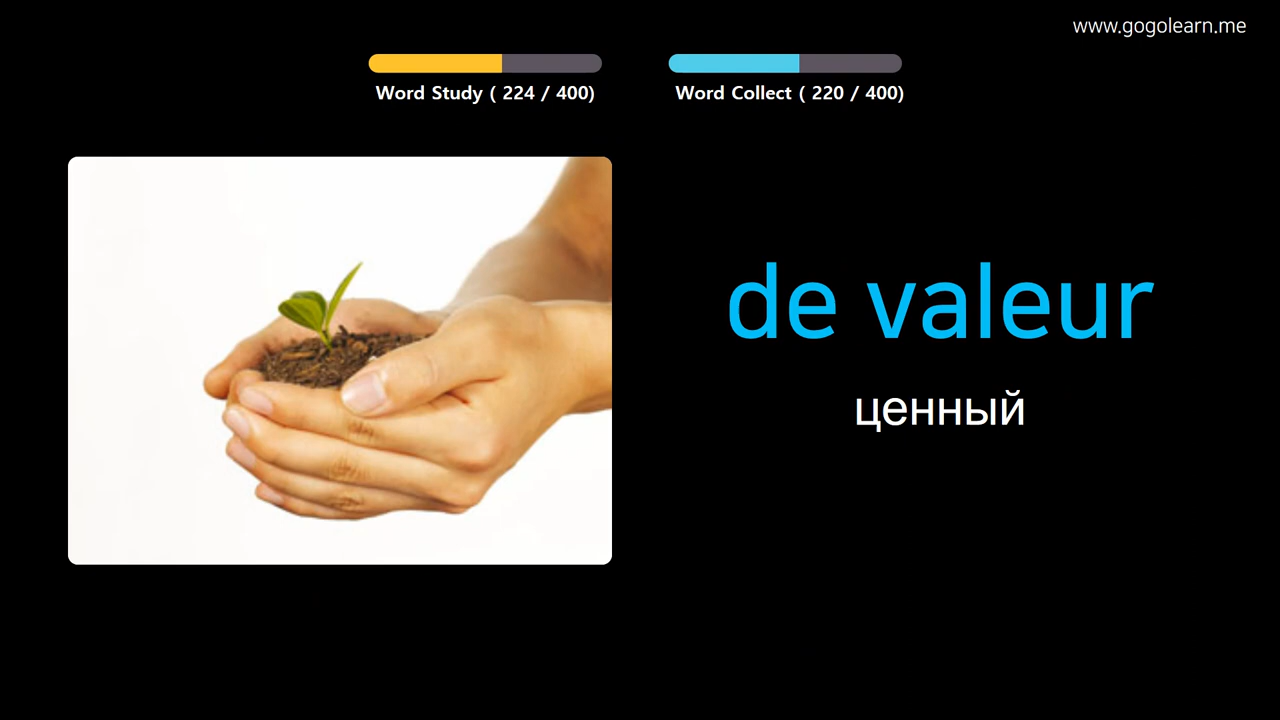 www.gogolearn.me
Word Study ( 224 / 400)
Word Collect ( 220 / 400)
de valeur
ценный